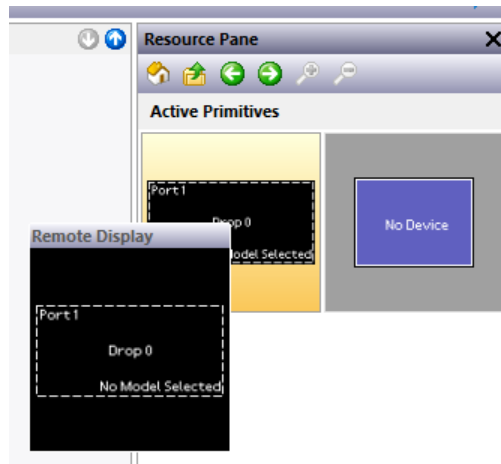 Resource Pane
Active Primitives
Port1
Drop 0
Model Selected
No Device
Remote Display
Port1
Drop 0
No Model Selected